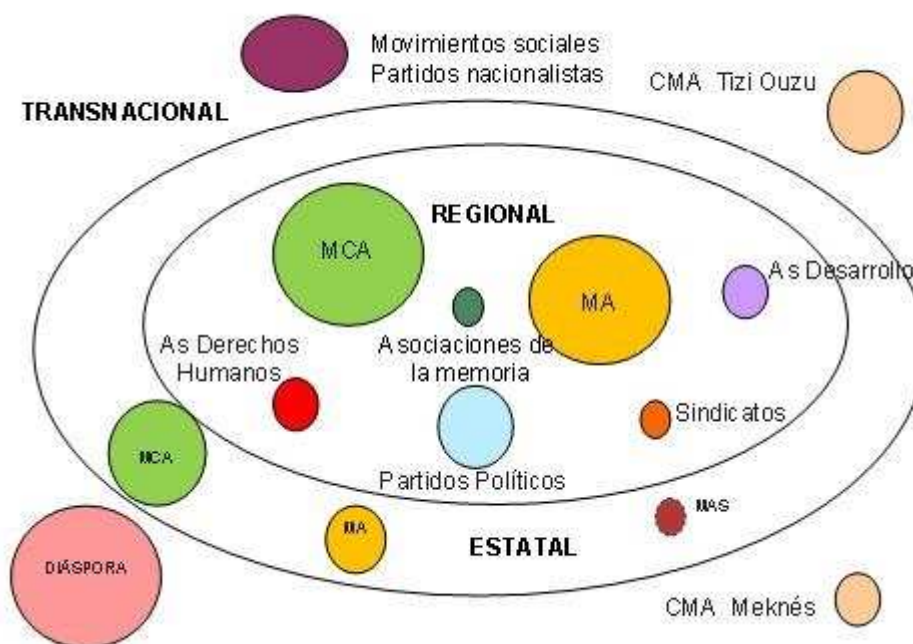 Movimientos sociales
Partidos nacionalistas
CMA Tizi Ouzu
TRANSNACIONAL
REGIONAL
MCA
MA
As Desarrollo
As Derechos
Humanos
Asociaciones de
la memoria
Sindicatos
Partidos Políticos
MCA
MA
MAS
ESTATAL
DIÁSPORA
CMA Meknés